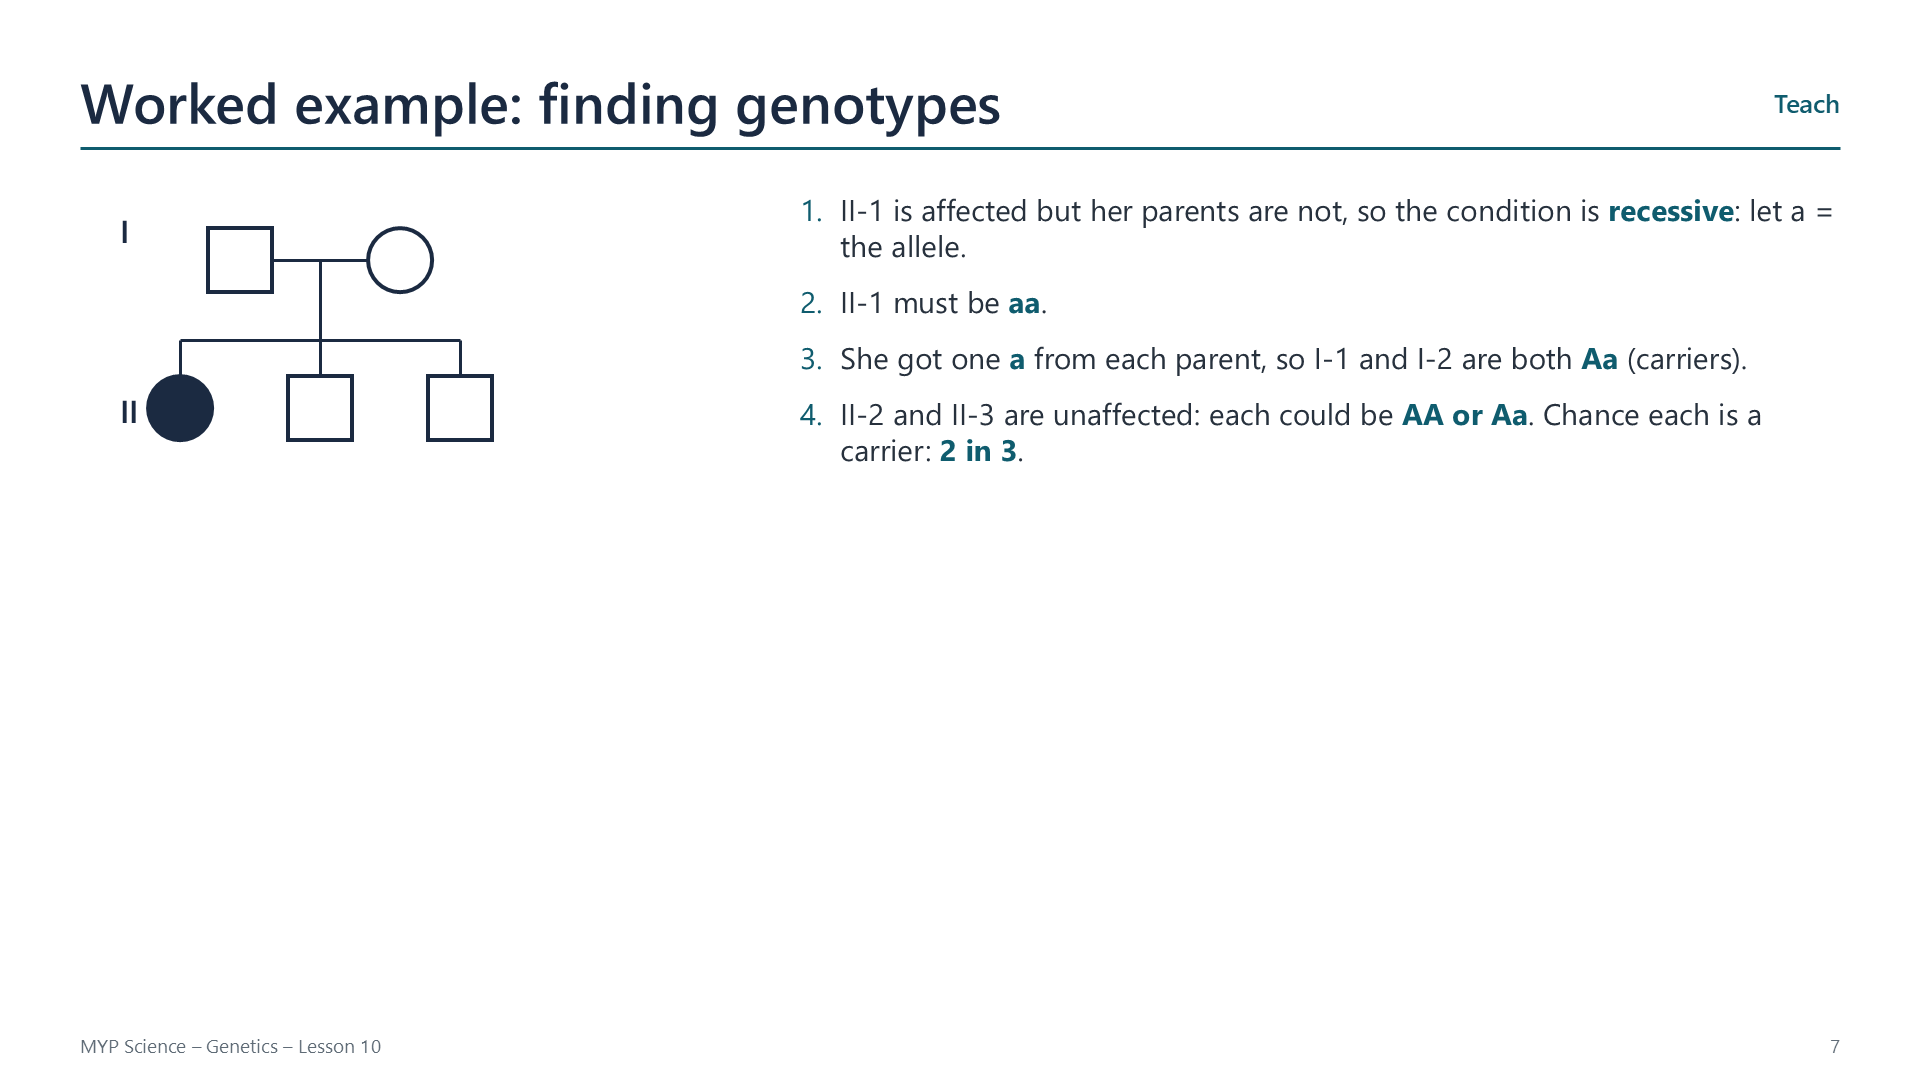 Worked example: finding genotypes
Teach
I
II
1. II-1 is affected but her parents are not, so the condition is recessive: let a =
the allele.
2. II-1 must be aa.
3. She got one a from each parent, so I-1 and I-2 are both Aa (carriers).
4. II-2 and II-3 are unaffected: each could be AA or Aa. Chance each is a
carrier: 2 in 3.
MYP Science – Genetics – Lesson 10
7